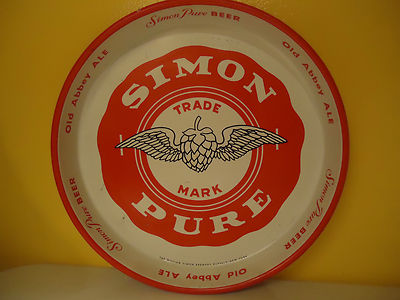 Simon Pure BEER
Old Abbey ALE
Old Abbey ALE
SIMON
TRADE
MARK
PURE
Simon Pure BEER
Simon Pure BEER
Old Abbey ALE